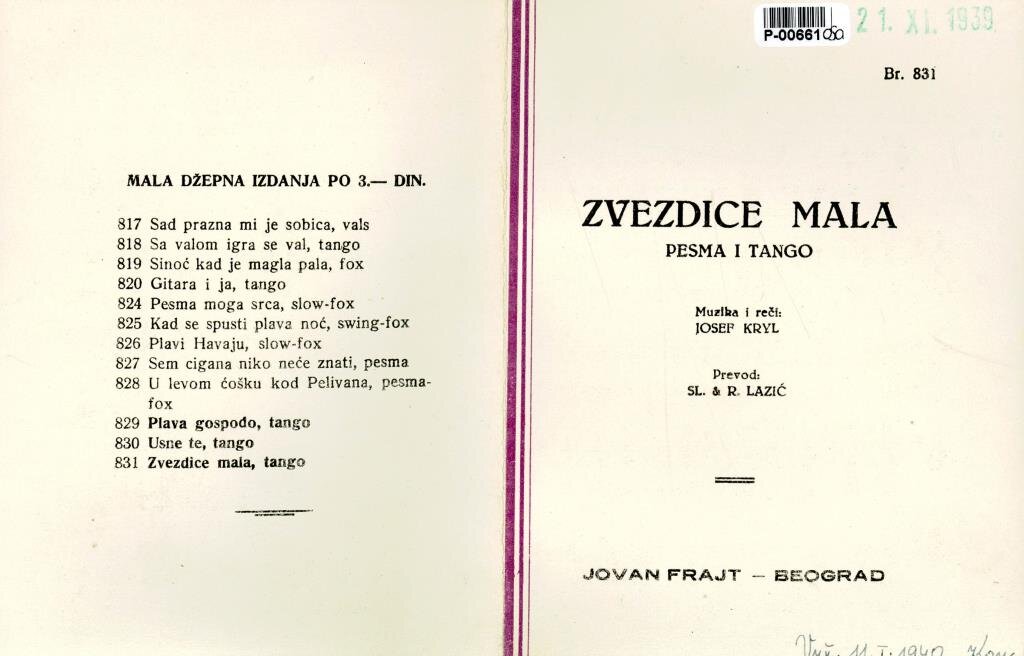 MALA DŽEPNA IZDANJA PO 3.— DIN.
817 Sad prazna mi je sobica, vals
818 Sa valom igra se val, tango
819 Sinoć kad je magla pala, fox
820 Gitara i ja, tango
824 Pesma moga srca, slow-fox
825 Kad se spusti plava noć, swing-fox
826 Plavi Havaju, slow-fox
827 Sem cigana niko neće znati, pesma
828 U levom ćošku kod Pelivana, pesma-
fox
829 Plava gospođo, tango
830 Usne te, tango
831 Zvezdice mala, tango
P-00661
21. XI. 1939
Br. 831
ZVEZDICE MALA
PESMA I TANGO
Muzika i reči:
JOSEF KRYL
Prevod:
SL. & R. LAZIĆ
JOVAN FRAJT — BEOGRAD
11. I. 1940